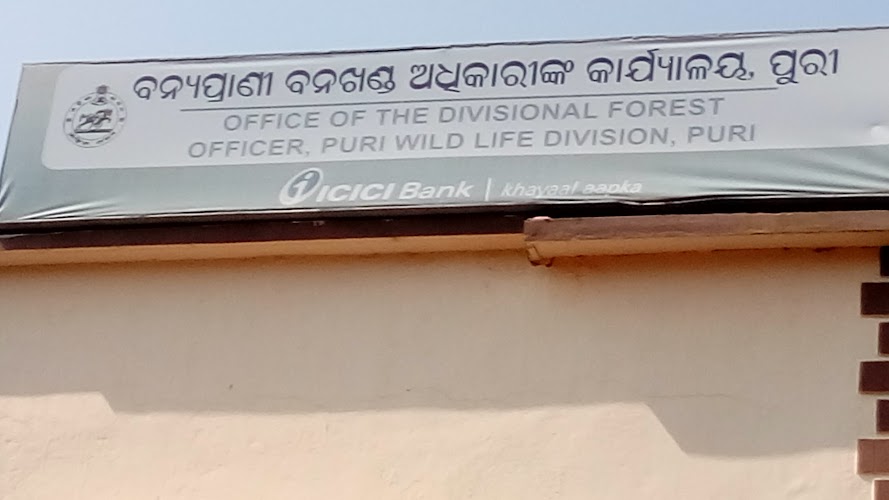 ବନ୍ୟପ୍ରାଣୀ ବନଖଣ୍ଡ ଅଧିକାରୀଙ୍କ କାର୍ଯ୍ୟାଳୟ, ପୁରୀ
OFFICE OF THE DIVISIONAL FOREST
OFFICER, PURI WILD LIFE DIVISION, PURI
ICICI Bank | khayaal aapka